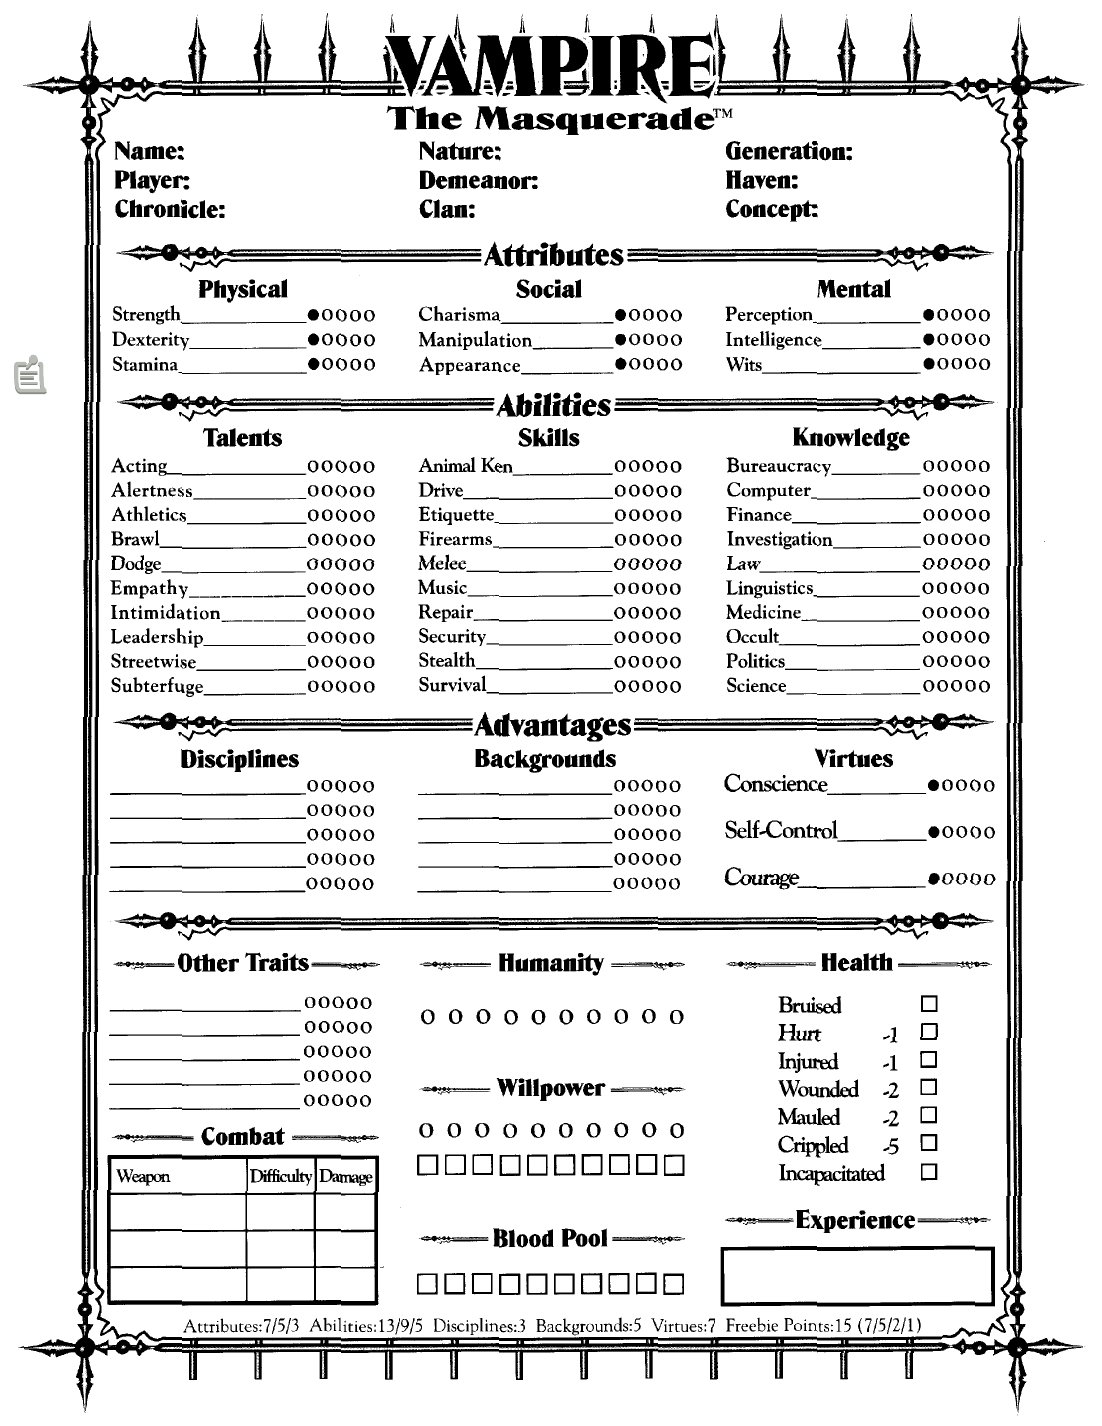 VAMPIRE
The Masquerade™
Name: Nature: Generation:
Player: Demeanor: Haven:
Chronicle: Clan: Concept:
Attributes
Physical Social Mental
Strength Charisma Perception
Dexterity Manipulation Intelligence
Stamina Appearance Wits
Abilities
Talents Skills Knowledge
Acting Animal Ken Bureaucracy
Alertness Drive Computer
Athletics Etiquette Finance
Brawl Firearms Investigation
Dodge Melee Law
Empathy Music Linguistics
Intimidation Repair Medicine
Leadership Security Occult
Streetwise Stealth Politics
Subterfuge Survival Science
Advantages
Disciplines Backgrounds Virtues
Conscience
Self-Control
Courage
Other Traits Humanity Health
Bruised
Hurt -1
Injured -1
Willpower Wounded -2
Mauled -2
Combat Crippled -5
Weapon Difficulty Damage Incapacitated
Experience
Blood Pool
Attributes:7/5/3 Abilities:13/9/5 Disciplines:3 Backgrounds:5 Virtues:7 Freebie Points:15 (7/5/2/1)